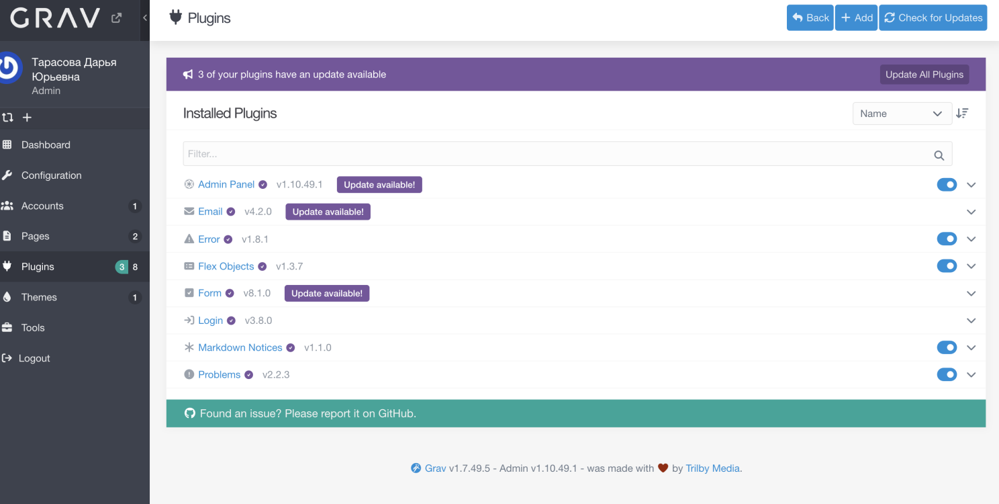 GRAV
Plugins
Back
Add
Check for Updates
Тарасова Дарья
Юрьевна
Admin
Dashboard
Configuration
Accounts 1
Pages 2
Plugins 3 8
Themes 1
Tools
Logout
3 of your plugins have an update available
Update All Plugins
Installed Plugins
Name
Filter...
Admin Panel v1.10.49.1 Update available!
Email v4.2.0 Update available!
Error v1.8.1
Flex Objects v1.3.7
Form v8.1.0 Update available!
Login v3.8.0
Markdown Notices v1.1.0
Problems v2.2.3
Found an issue? Please report it on GitHub.
Grav v1.7.49.5 - Admin v1.10.49.1 - was made with by Trilby Media.